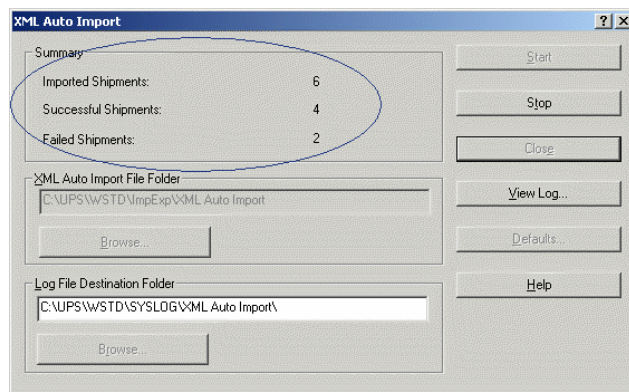 XML Auto Import
Summary
Imported Shipments: 6
Successful Shipments: 4
Failed Shipments: 2
XML Auto Import File Folder
C:\UPS\WSTD\ImpExp\XML Auto Import
Browse...
Log File Destination Folder
C:\UPS\WSTD\SYSLOG\XML Auto Import\
Browse...
Start
Stop
Close
View Log...
Defaults...
Help